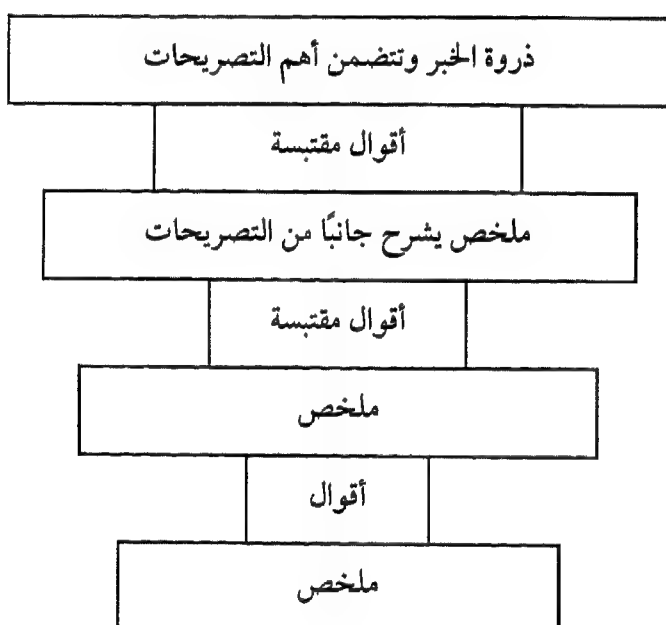 ذروة الخبر وتتضمن أهم التصريحات
أقوال مقتبسة
ملخص يشرح جانبًا من التصريحات
أقوال مقتبسة
ملخص
أقوال
ملخص